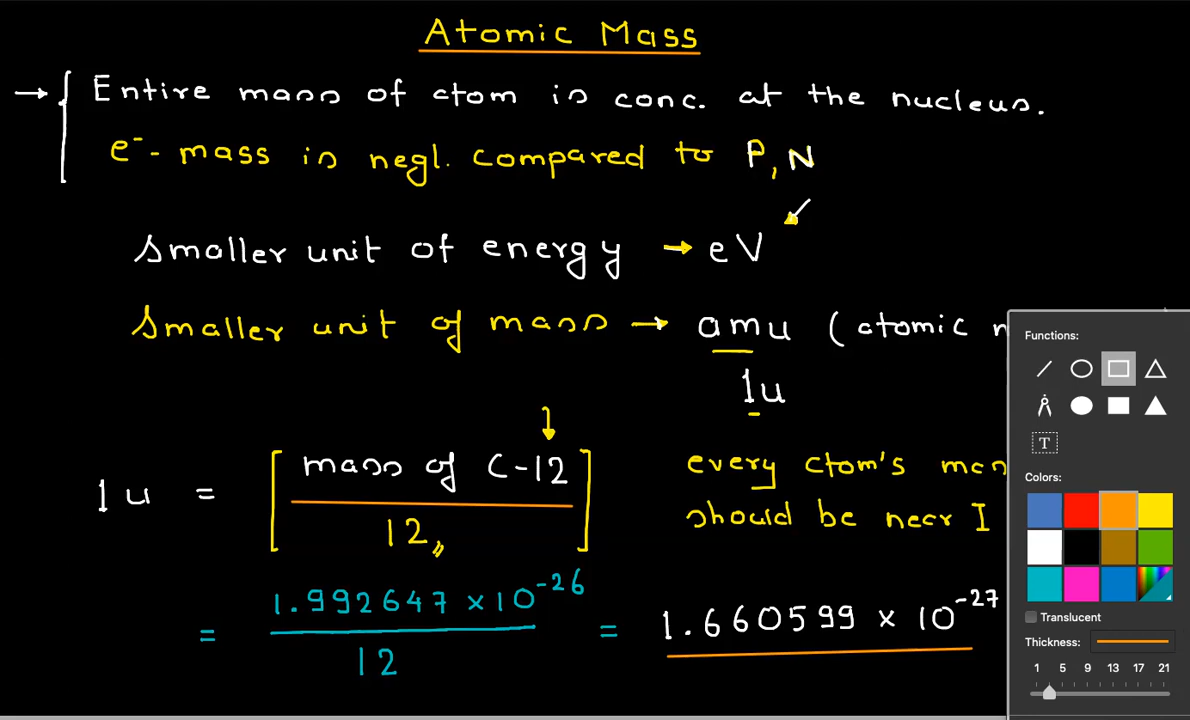 Atomic Mass
→ { Entire mass of atom is conc. at the nucleus.
e⁻- mass is negl. compared to P, N
Smaller unit of energy → eV
Smaller unit of mass → amu (atomic
1u
1u = [mass of C-12 / 12]
every atom's mas
should be near I
= 1.992647 × 10⁻²⁶ / 12 = 1.660599 × 10⁻²⁷
Functions:
T
Colors:
Translucent
Thickness:
1 5 9 13 17 21